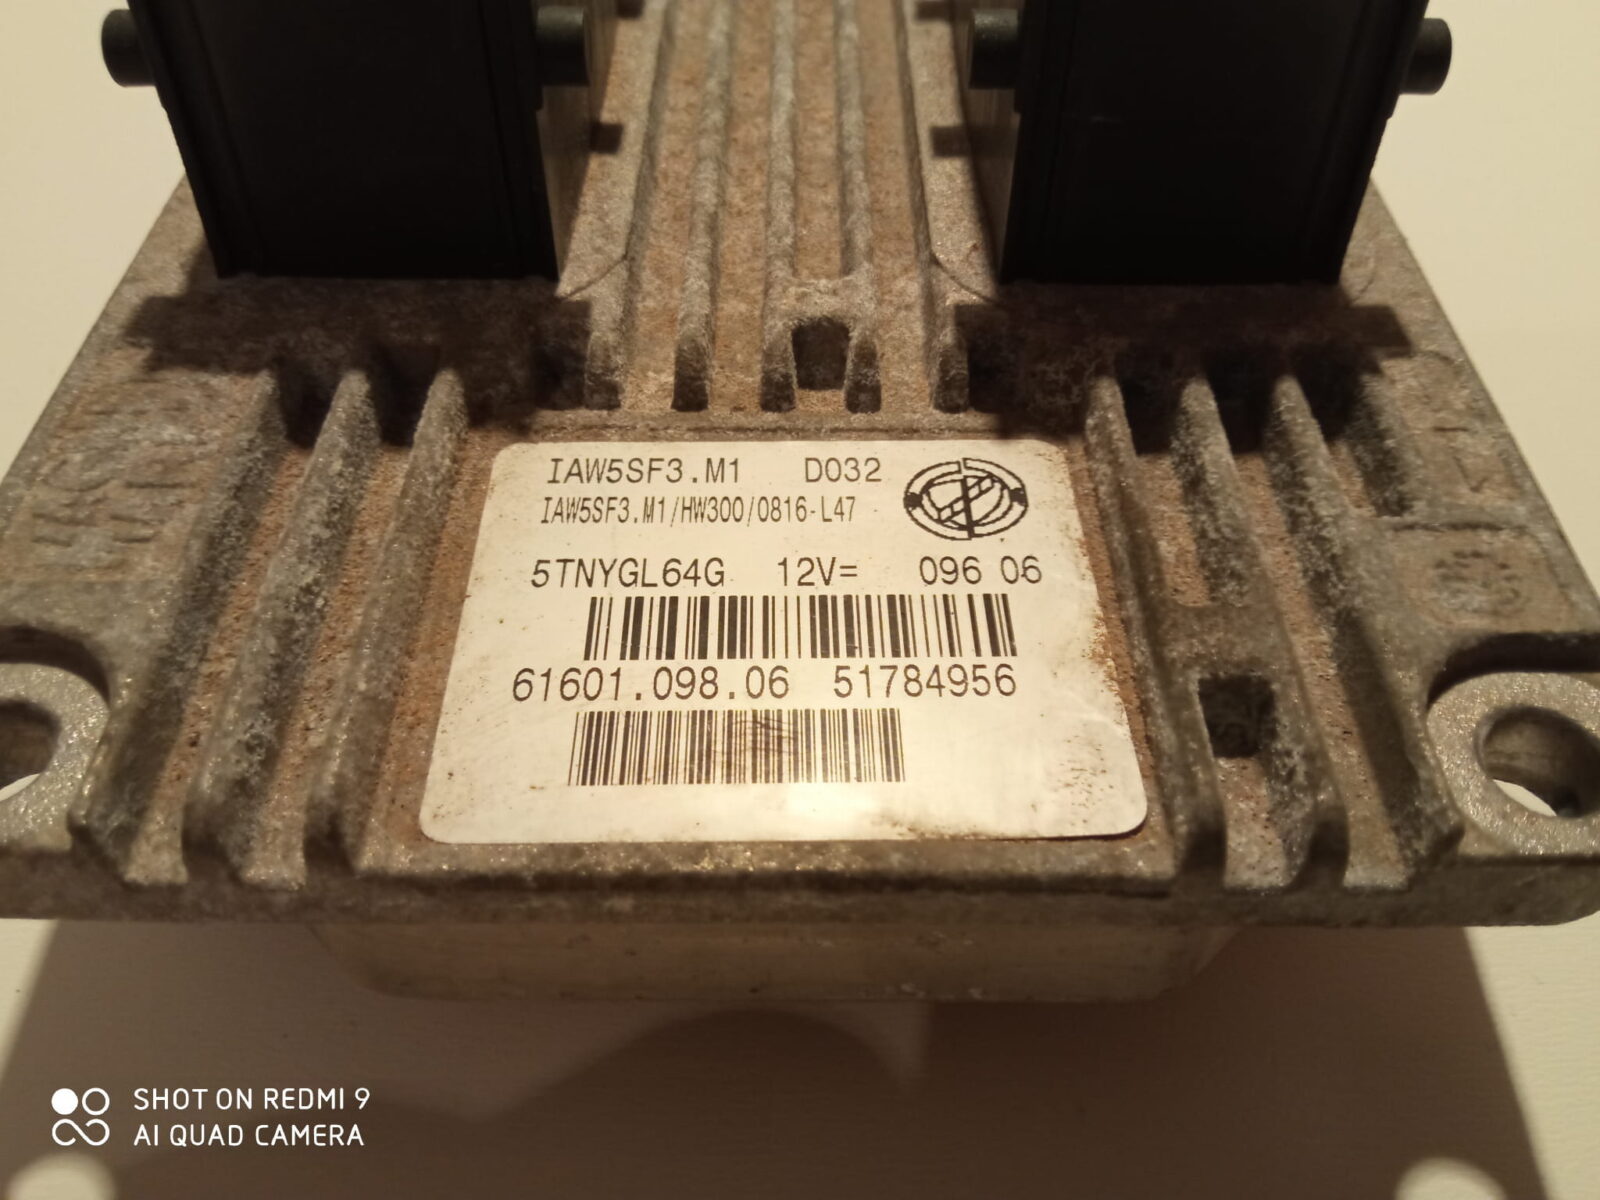 IAW5SF3.M1 D032
IAW5SF3.M1/HW300/0816-L47
5TNYGL64G 12V= 096 06
61601.098.06 51784956
SHOT ON REDMI 9
AI QUAD CAMERA